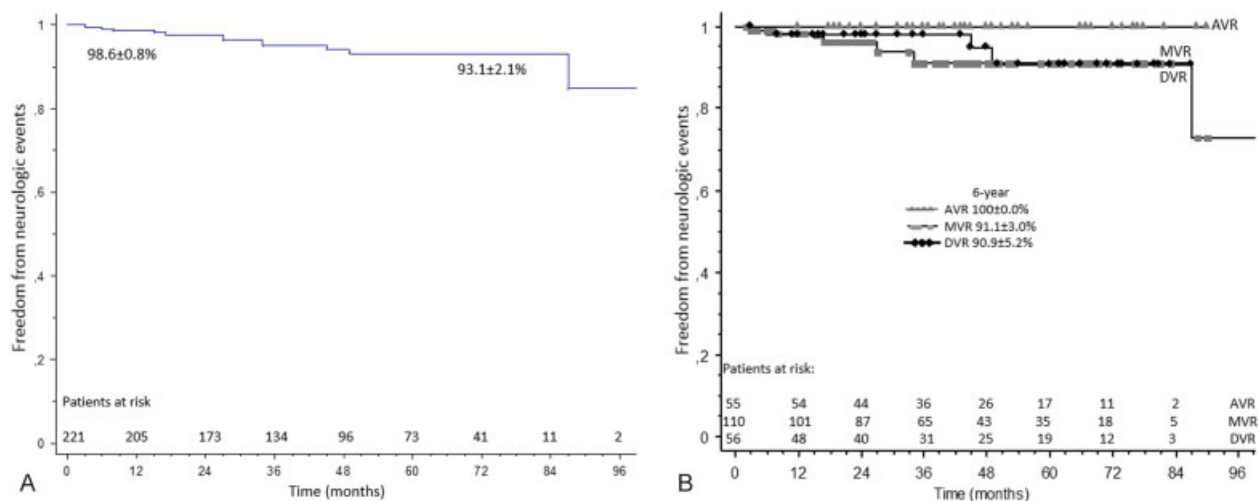 Freedom from neurologic events
1
,8
,6
,4
,2
0
98.6±0.8%
93.1±2.1%
Patients at risk
221 205 173 134 96 73 41 11 2
0 12 24 36 48 60 72 84 96
Time (months)
A
Freedom from neurologic events
1
,8
,6
,4
,2
0
AVR
MVR
DVR
6-year
AVR 100±0.0%
MVR 91.1±3.0%
DVR 90.9±5.2%
Patients at risk:
55 54 44 36 26 17 11 2 AVR
110 101 87 65 43 35 18 5 MVR
56 48 40 31 25 19 12 3 DVR
0 12 24 36 48 60 72 84 96
Time (months)
B